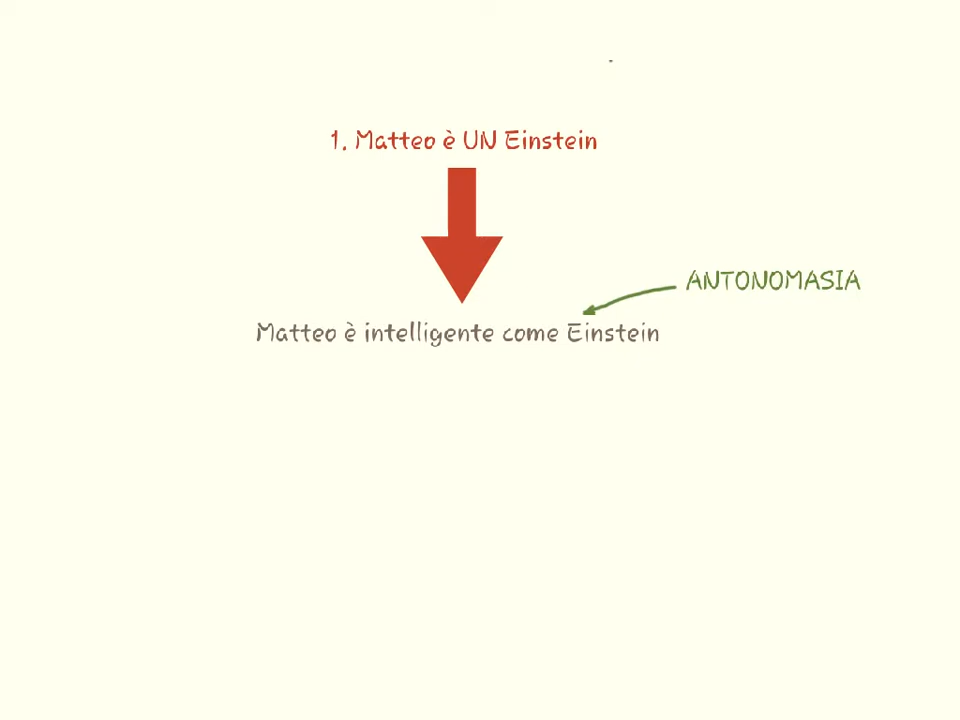 1. Matteo è UN Einstein
ANTONOMASIA
Matteo è intelligente come Einstein